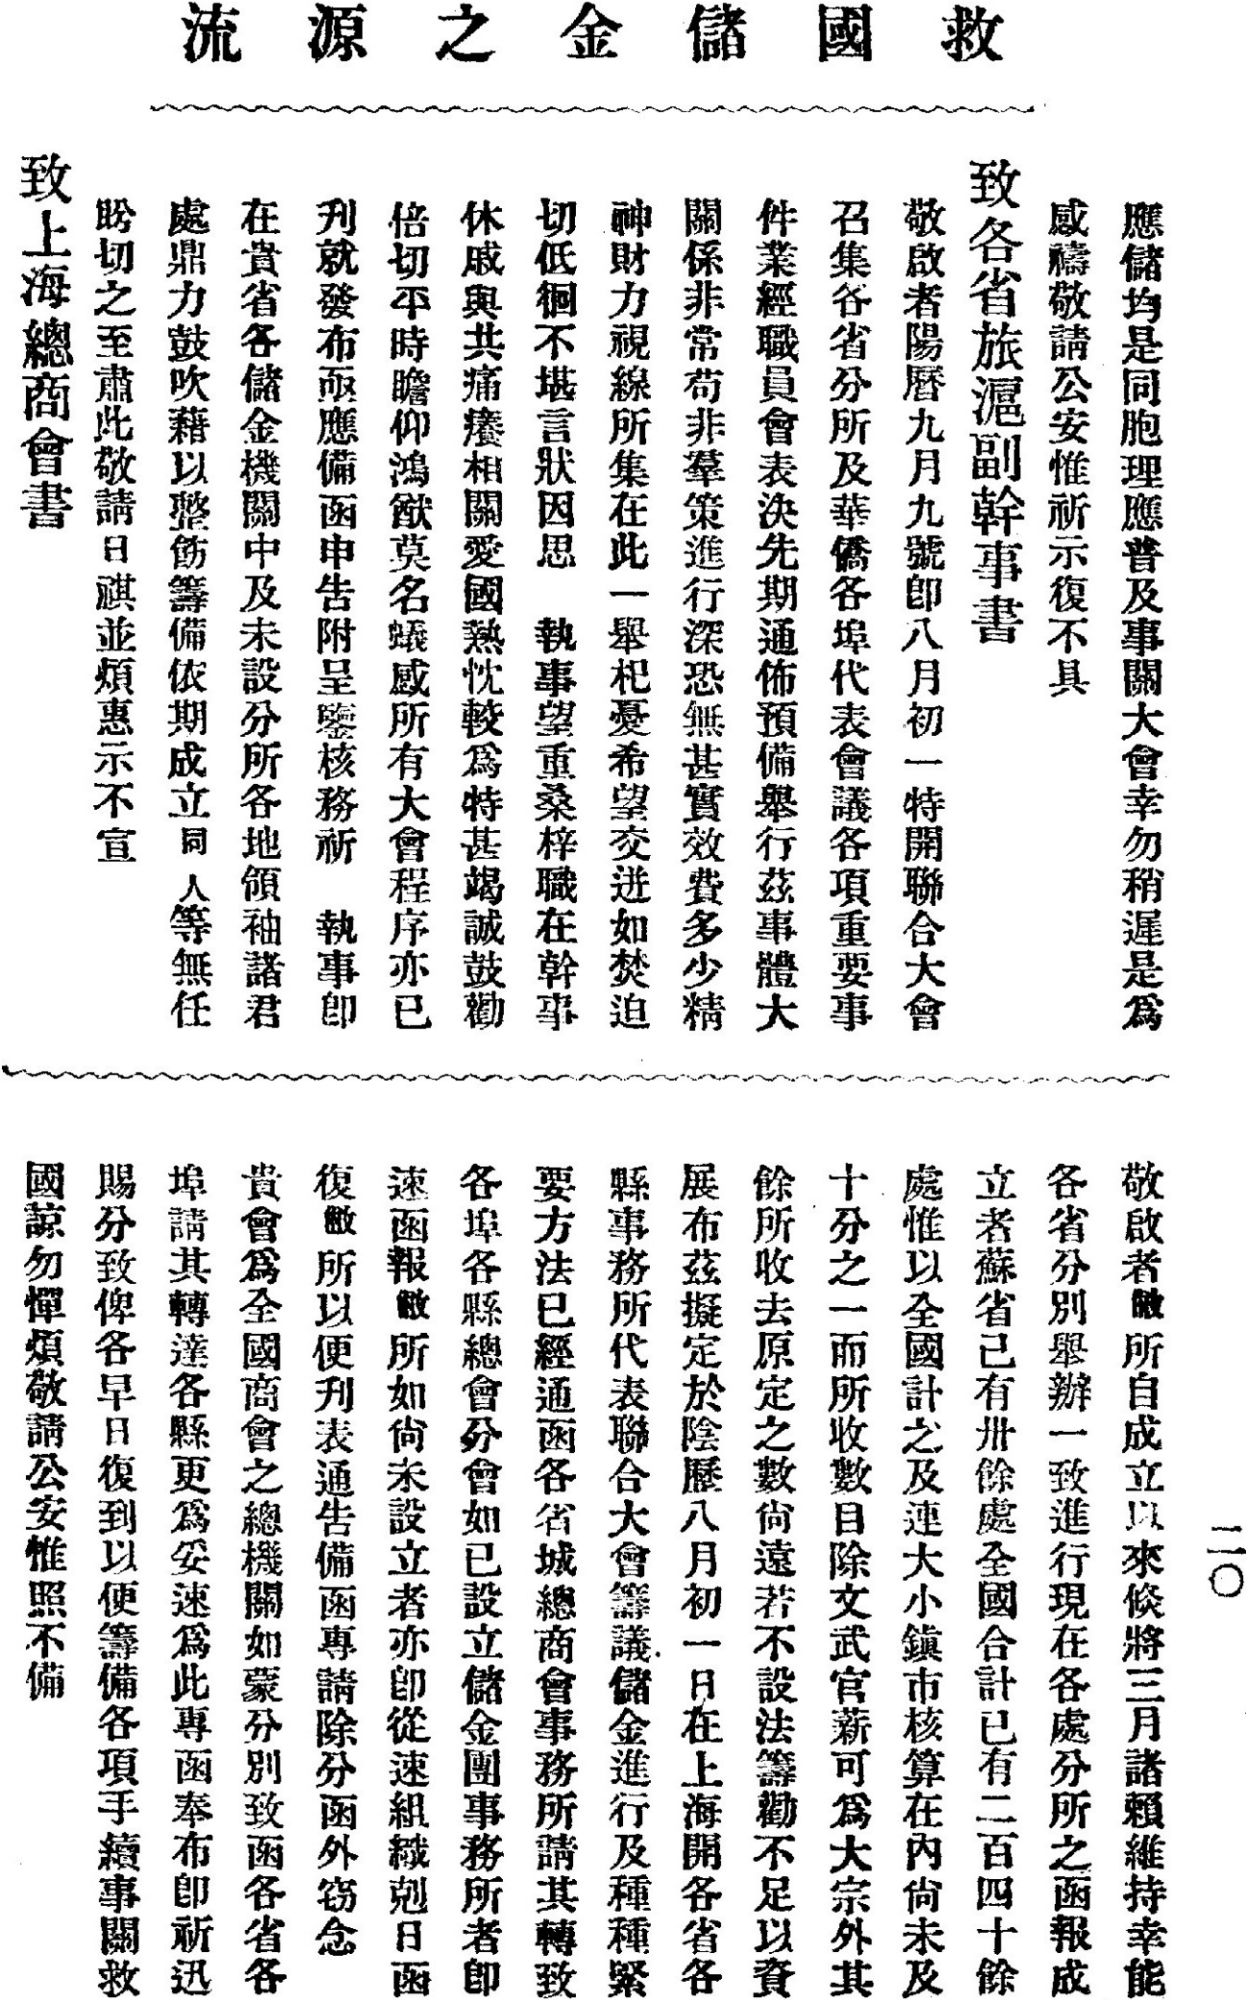 救國儲金之源流
應儲均是同胞理應普及事關大會幸勿稍遲是爲
感禱敬請公安惟祈示復不具
致各省旅滬副幹事書
敬啟者陽曆九月九號卽八月初一特開聯合大會
召集各省分所及華僑各埠代表會議各項重要事
件業經職員會表決先期通佈預備舉行茲事體大
關係非常苟非羣策進行深恐無甚實效費多少精
神財力視線所集在此一舉杞憂希望交迸如焚迫
切低徊不堪言狀因思　執事望重桑梓職在幹事
休戚與共痛癢相關愛國熱忱較爲特甚竭誠鼓勸
倍切平時瞻仰鴻猷莫名蟻感所有大會程序亦已
刋就發布亟應備函申告附呈鑒核務祈　執事卽
在貴省各儲金機關中及未設分所各地領袖諸君
處鼎力鼓吹藉以整飭籌備依期成立同人等無任
盼切之至肅此敬請日祺並煩惠示不宣
致上海總商會書
敬啟者敝所自成立以來倐將三月諸賴維持幸能
各省分別舉辦一致進行現在各處分所之函報成
立者蘇省己有卅餘處全國合計已有二百四十餘
處惟以全國計之及連大小鎭市核算在內尙未及
十分之一而所收數目除文武官薪可爲大宗外其
餘所收去原定之數尙遠若不設法籌勸不足以資
展布茲擬定於陰歷八月初一日在上海開各省各
縣事務所代表聯合大會籌議儲金進行及種種緊
要方法已經通函各省城總商會事務所請其轉致
各埠各縣總會分會如已設立儲金團事務所者卽
速函報敝所如尙未設立者亦卽從速組織剋日函
復敝所以便刋表通告備函專請除分函外窃念
貴會爲全國商會之總機關如蒙分別致函各省各
埠請其轉達各縣更爲妥速爲此專函奉布卽祈迅
賜分致俾各早日復到以便籌備各項手續事關救
國諒勿憚煩敬請公安惟照不備
二〇